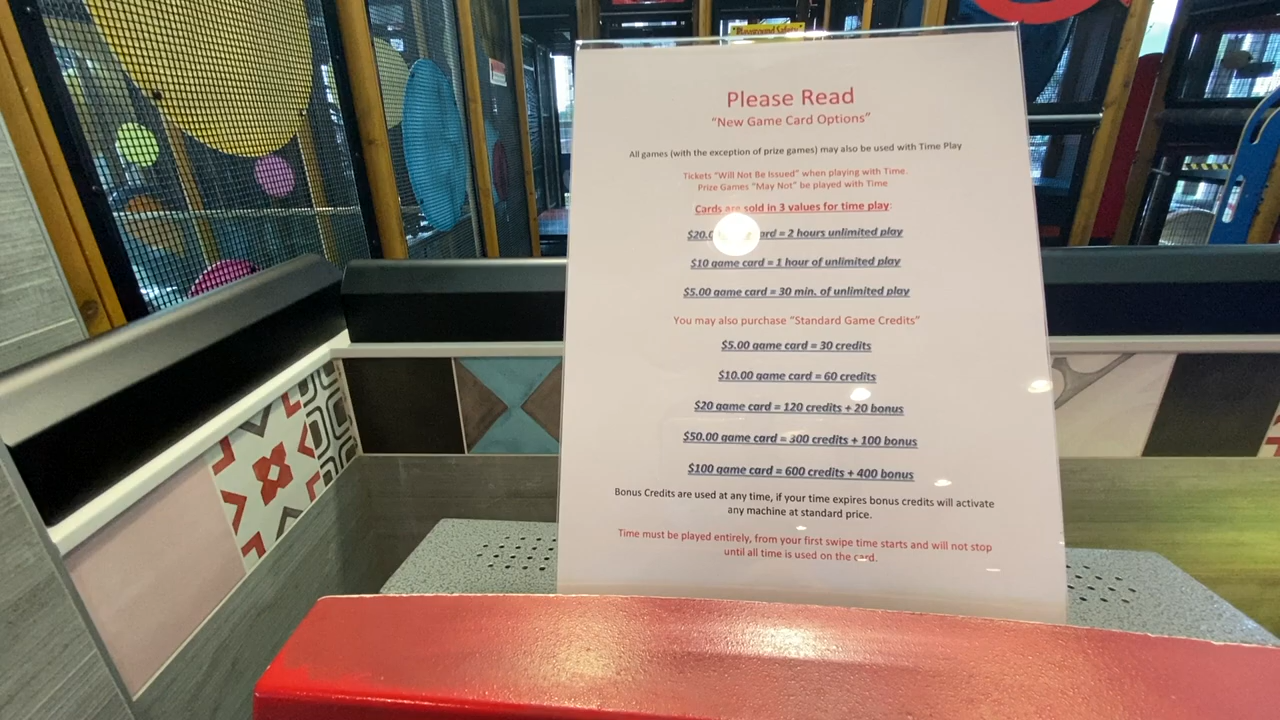 Playground Safety
Please Read
"New Game Card Options"
All games (with the exception of prize games) may also be used with Time Play
Tickets "Will Not Be Issued" when playing with Time.
Prize Games "May Not" be played with Time
Cards are sold in 3 values for time play:
card = 2 hours unlimited play
$10 game card = 1 hour of unlimited play
$5.00 game card = 30 min. of unlimited play
You may also purchase "Standard Game Credits"
$5.00 game card = 30 credits
$10.00 game card = 60 credits
$20 game card = 120 credits + 20 bonus
$50.00 game card = 300 credits + 100 bonus
$100 game card = 600 credits + 400 bonus
Bonus Credits are used at any time, if your time expires bonus credits will activate
any machine at standard price.
Time must be played entirely, from your first swipe time starts and will not stop
until all time is used on the card.